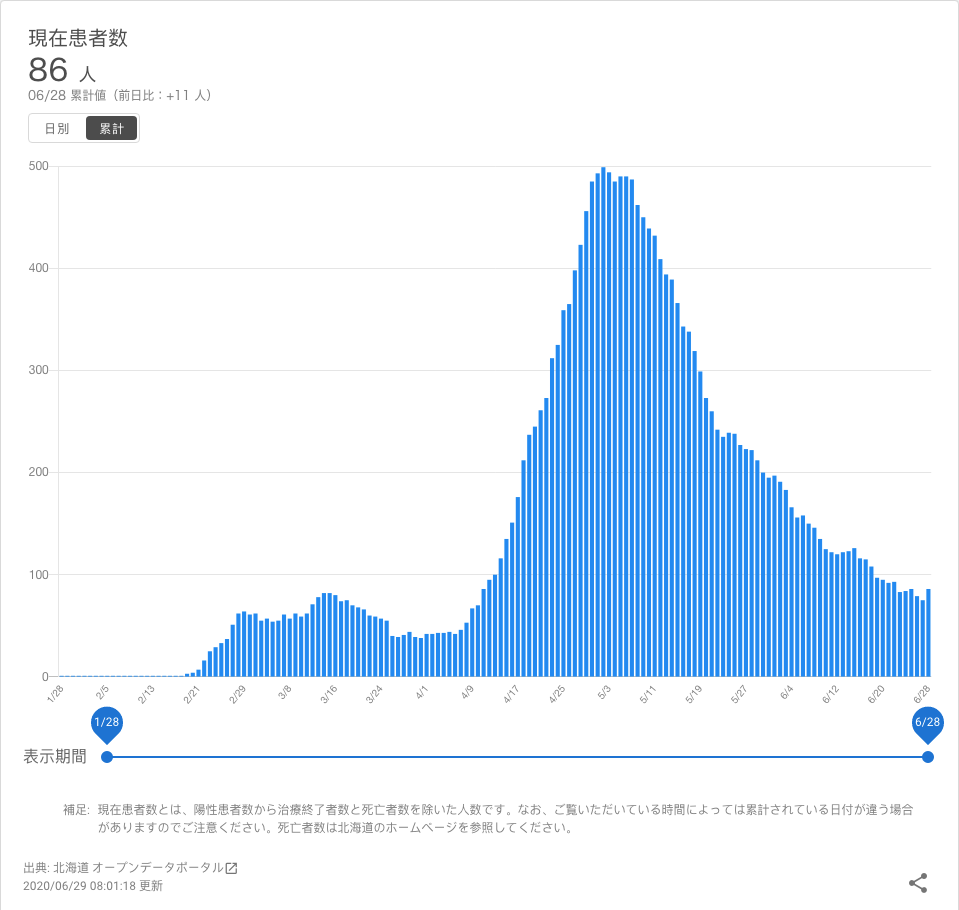 現在患者数
86 人
06/28 累計値（前日比：+11 人）
日別 累計
500
400
300
200
100
0
1/28 2/5 2/13 2/21 2/29 3/8 3/16 3/24 4/1 4/9 4/17 4/25 5/3 5/11 5/19 5/27 6/4 6/12 6/20 6/28
1/28 6/28
表示期間
補足: 現在患者数とは、陽性患者数から治療終了者数と死亡者数を除いた人数です。なお、ご覧いただいている時間によっては累計されている日付が違う場合
がありますのでご注意ください。死亡者数は北海道のホームページを参照してください。
出典: 北海道 オープンデータポータル
2020/06/29 08:01:18 更新